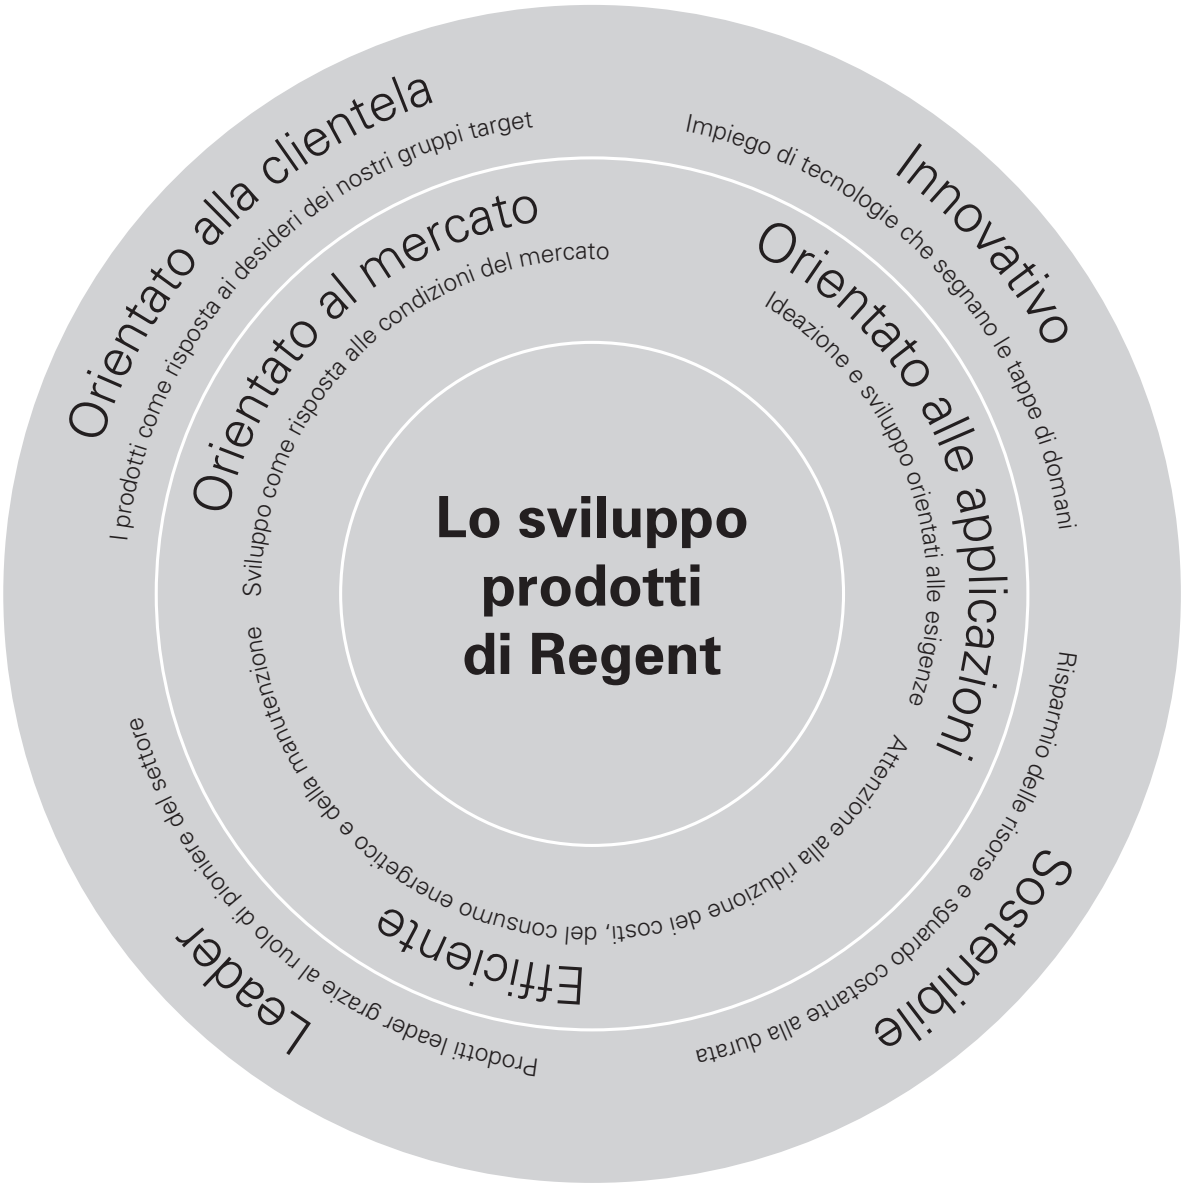 Orientato alla clientela
I prodotti come risposta ai desideri dei nostri gruppi target
Innovativo
Impiego di tecnologie che segnano le tappe di domani
Sostenibile
Risparmio delle risorse e sguardo costante alla durata
Leader
Prodotti leader grazie al ruolo di pioniere del settore
Orientato al mercato
Sviluppo come risposta alle condizioni del mercato
Orientato alle applicazioni
Ideazione e sviluppo orientati alle esigenze
Efficiente
Attenzione alla riduzione dei costi, del consumo energetico e della manutenzione
Lo sviluppo
prodotti
di Regent